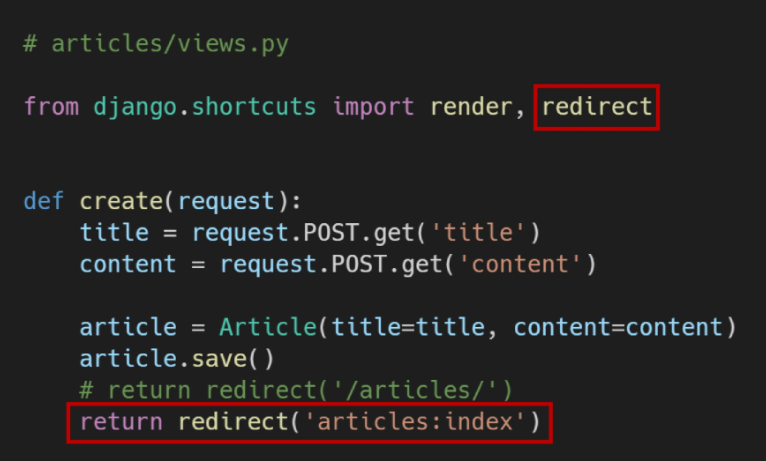 # articles/views.py
from django.shortcuts import render, redirect
def create(request):
title = request.POST.get('title')
content = request.POST.get('content')
article = Article(title=title, content=content)
article.save()
# return redirect('/articles/')
return redirect('articles:index')